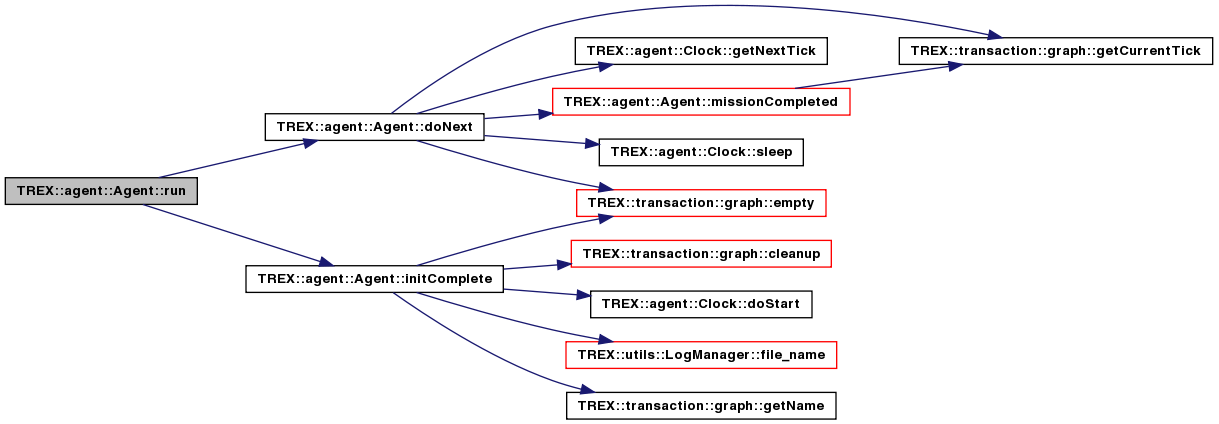 TREX::agent::Clock::getNextTick
TREX::transaction::graph::getCurrentTick
TREX::agent::Agent::missionCompleted
TREX::agent::Agent::doNext
TREX::agent::Clock::sleep
TREX::agent::Agent::run
TREX::transaction::graph::empty
TREX::transaction::graph::cleanup
TREX::agent::Agent::initComplete
TREX::agent::Clock::doStart
TREX::utils::LogManager::file_name
TREX::transaction::graph::getName